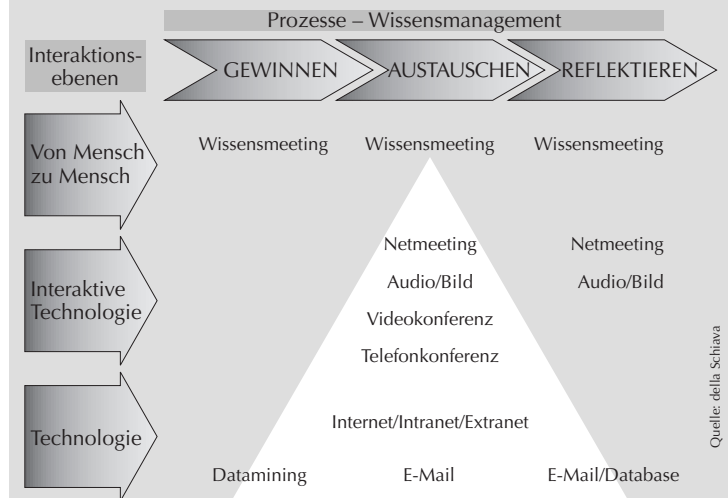 Prozesse – Wissensmanagement
Interaktions-
ebenen
GEWINNEN
AUSTAUSCHEN
REFLEKTIEREN
Von Mensch
zu Mensch
Wissensmeeting
Wissensmeeting
Wissensmeeting
Interaktive
Technologie
Netmeeting
Netmeeting
Audio/Bild
Audio/Bild
Videokonferenz
Telefonkonferenz
Technologie
Internet/Intranet/Extranet
Datamining
E-Mail
E-Mail/Database
Quelle: della Schiava